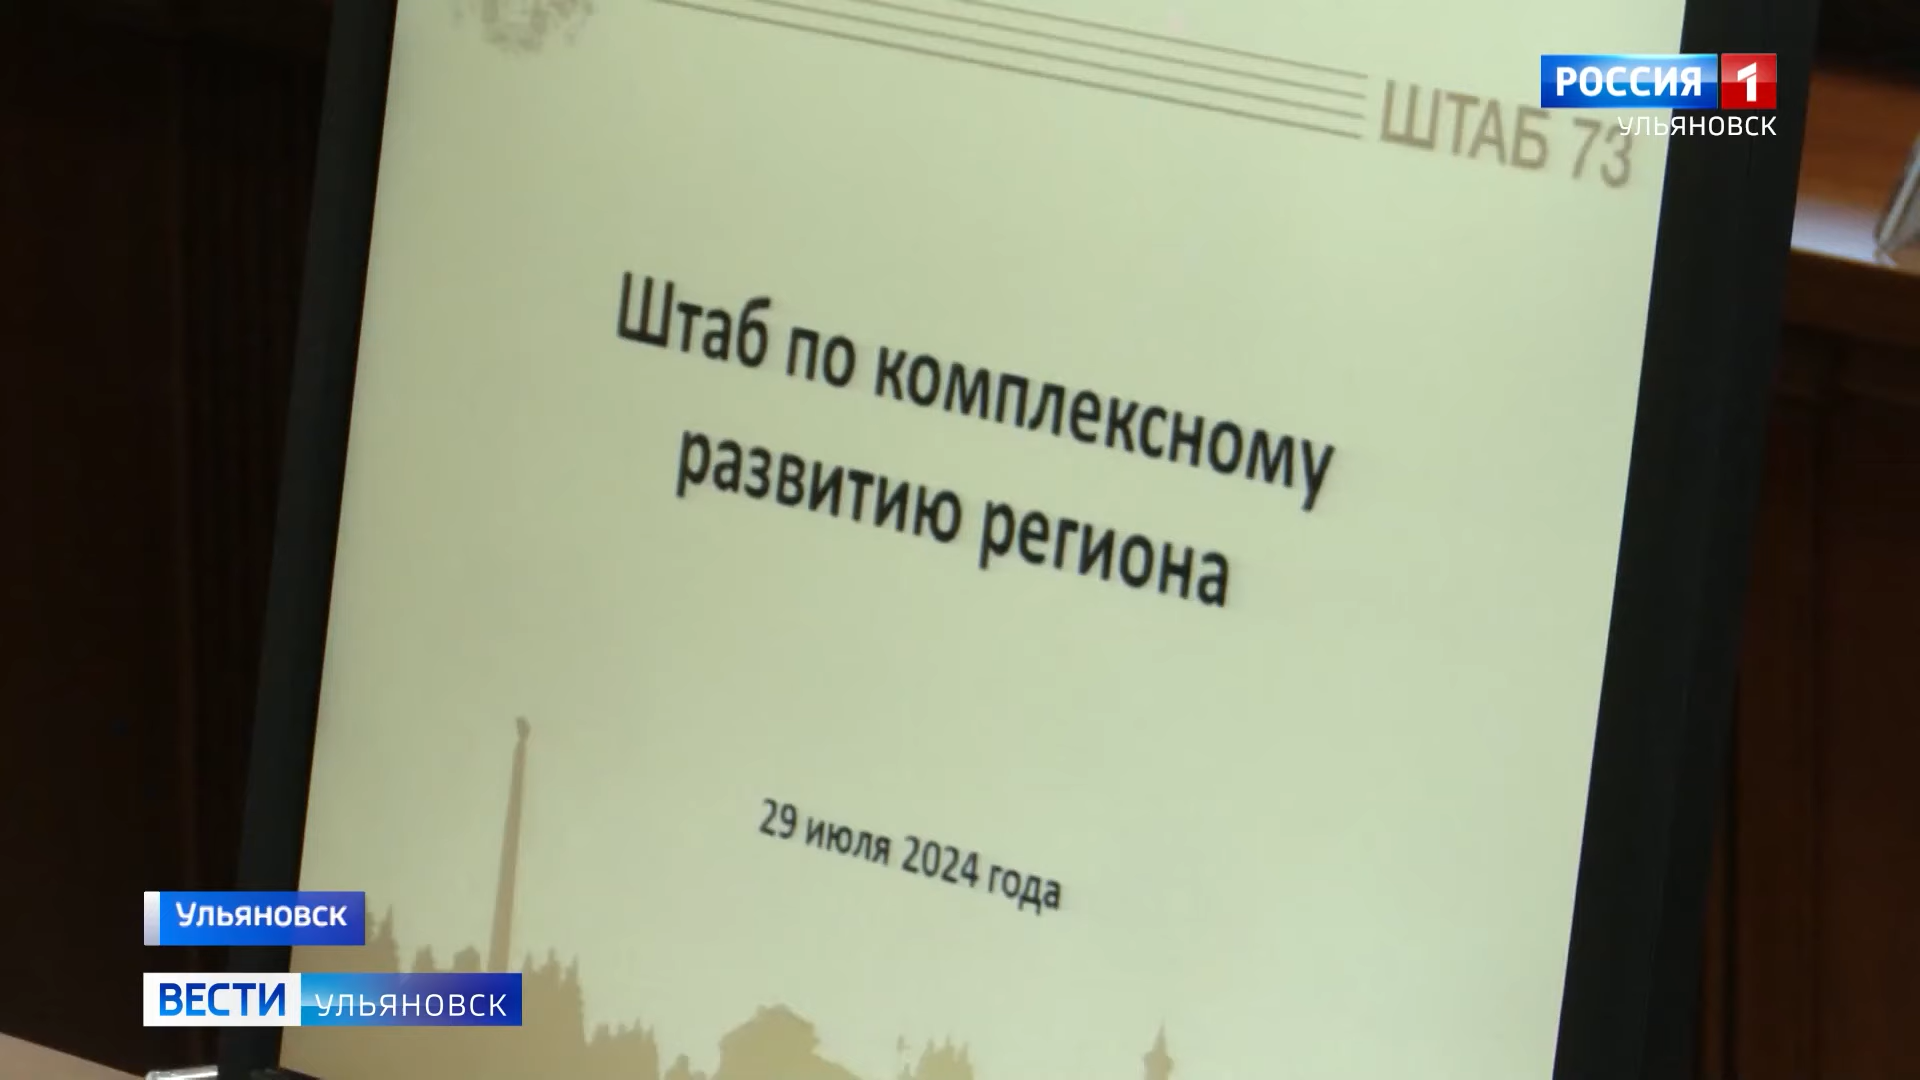 РОССИЯ 1
УЛЬЯНОВСК
ШТАБ 73
Штаб по комплексному
развитию региона
29 июля 2024 года
Ульяновск
ВЕСТИ УЛЬЯНОВСК